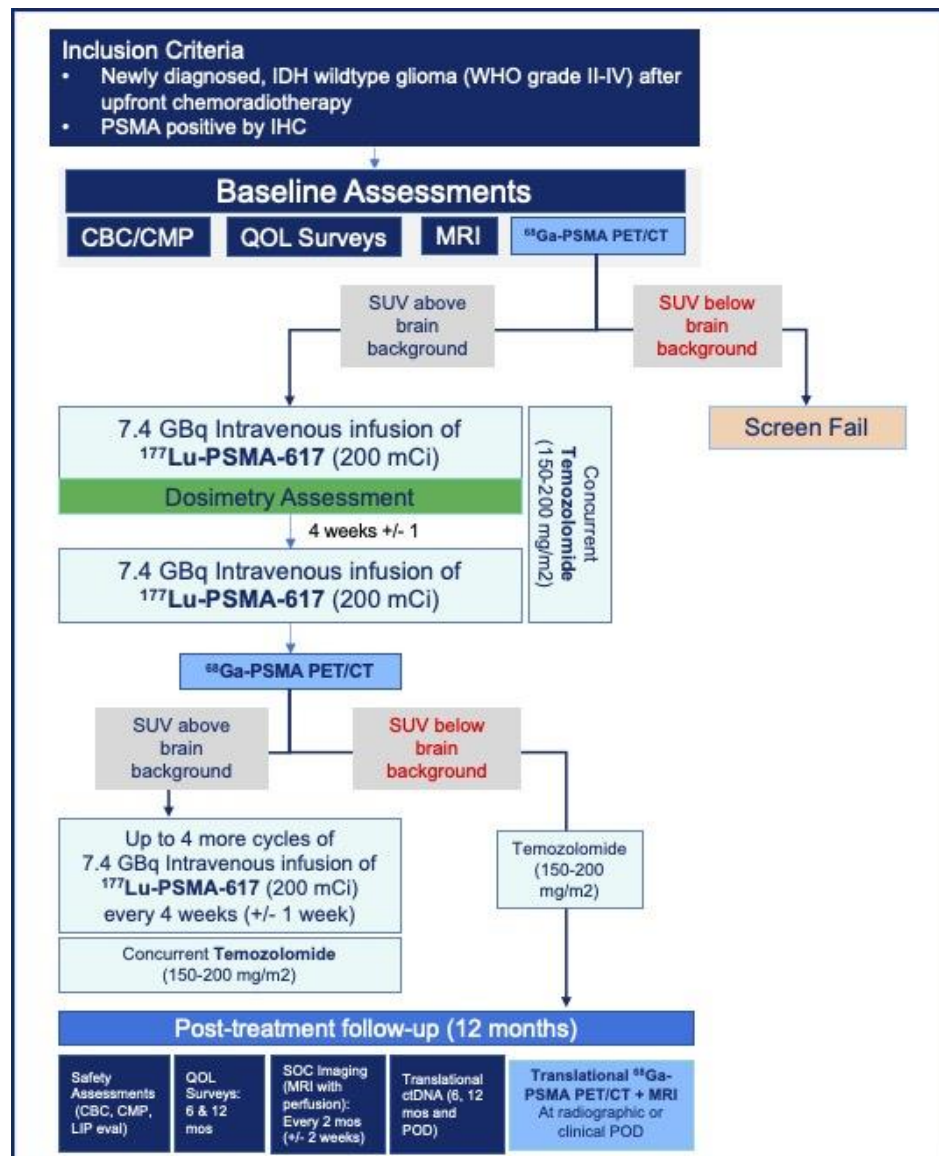 Inclusion Criteria
• Newly diagnosed, IDH wildtype glioma (WHO grade II-IV) after
upfront chemoradiotherapy
• PSMA positive by IHC
Baseline Assessments
CBC/CMP
QOL Surveys
MRI
⁶⁸Ga-PSMA PET/CT
SUV above
brain
background
SUV below
brain
background
7.4 GBq Intravenous infusion of
¹⁷⁷Lu-PSMA-617 (200 mCi)
Dosimetry Assessment
4 weeks +/- 1
7.4 GBq Intravenous infusion of
¹⁷⁷Lu-PSMA-617 (200 mCi)
Concurrent
Temozolomide
(150-200 mg/m2)
Screen Fail
⁶⁸Ga-PSMA PET/CT
SUV above
brain
background
SUV below
brain
background
Up to 4 more cycles of
7.4 GBq Intravenous infusion of
¹⁷⁷Lu-PSMA-617 (200 mCi)
every 4 weeks (+/- 1 week)
Concurrent Temozolomide
(150-200 mg/m2)
Temozolomide
(150-200
mg/m2)
Post-treatment follow-up (12 months)
Safety
Assessments
(CBC, CMP,
LIP eval)
QOL
Surveys:
6 & 12
mos
SOC Imaging
(MRI with
perfusion):
Every 2 mos
(+/- 2 weeks)
Translational
ctDNA (6, 12
mos and
POD)
Translational ⁶⁸Ga-
PSMA PET/CT + MRI
At radiographic or
clinical POD